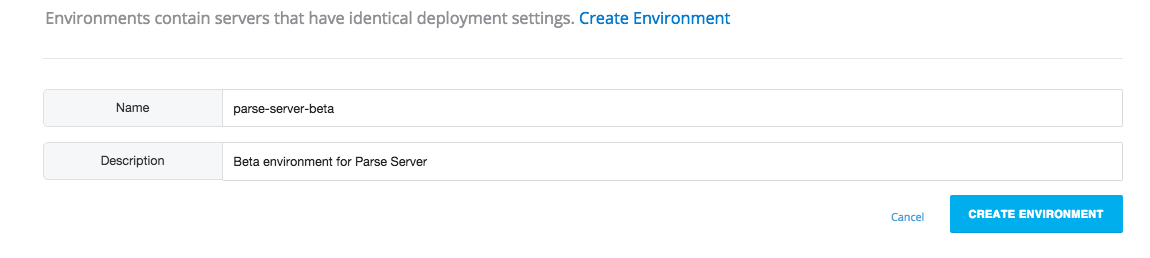 Environments contain servers that have identical deployment settings. Create Environment
Name
parse-server-beta
Description
Beta environment for Parse Server
Cancel
CREATE ENVIRONMENT